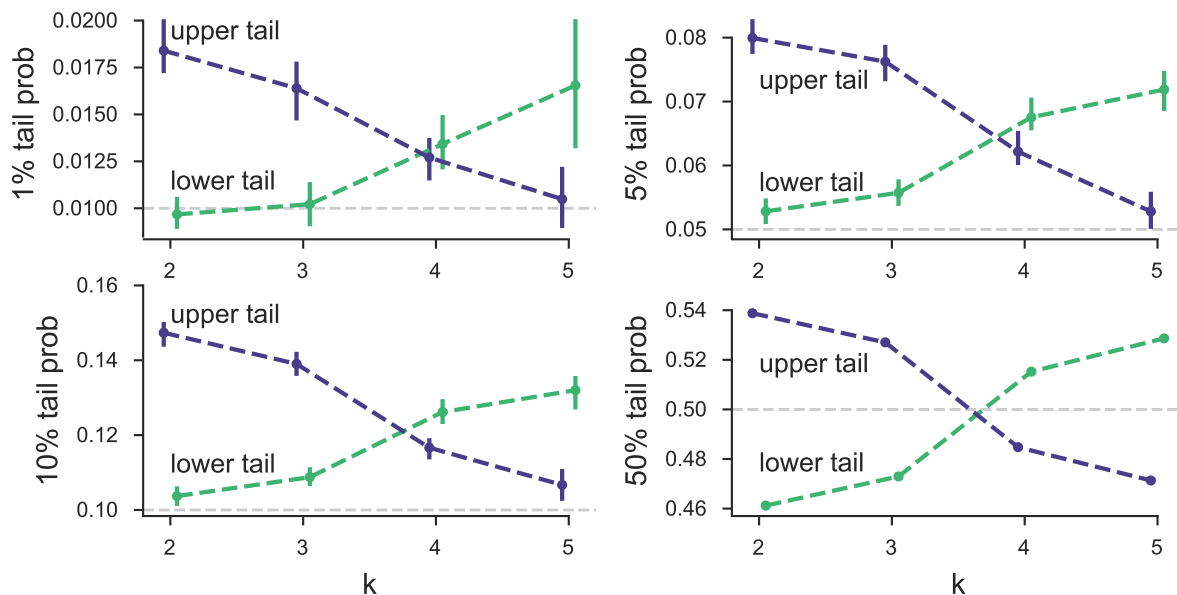 1% tail prob
0.0200
0.0175
0.0150
0.0125
0.0100
upper tail
lower tail
2 3 4 5
5% tail prob
0.08
0.07
0.06
0.05
upper tail
lower tail
2 3 4 5
10% tail prob
0.16
0.14
0.12
0.10
upper tail
lower tail
2 3 4 5
k
50% tail prob
0.54
0.52
0.50
0.48
0.46
upper tail
lower tail
2 3 4 5
k